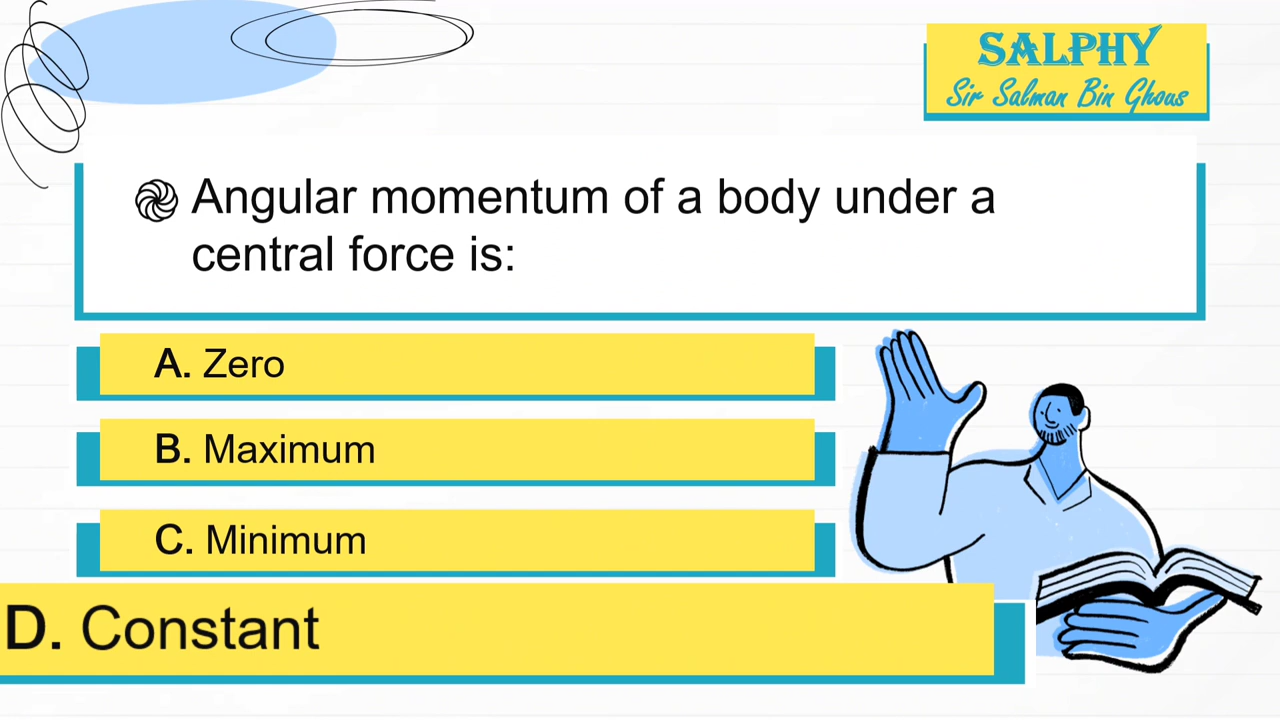 SALPHY
Sir Salman Bin Ghous
Angular momentum of a body under a
central force is:
A. Zero
B. Maximum
C. Minimum
D. Constant